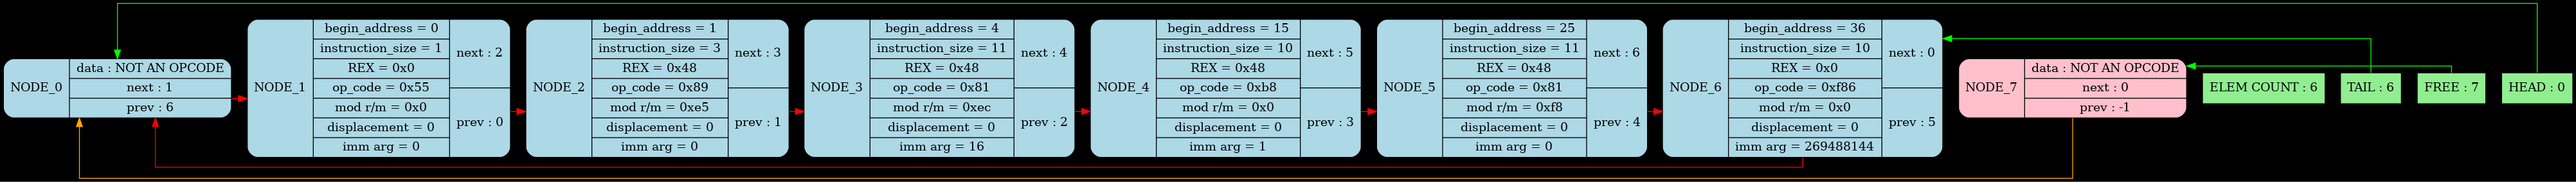 NODE_0
data : NOT AN OPCODE
next : 1
prev : 6
NODE_1
begin_address = 0
instruction_size = 1
REX = 0x0
op_code = 0x55
mod r/m = 0x0
displacement = 0
imm arg = 0
next : 2
prev : 0
NODE_2
begin_address = 1
instruction_size = 3
REX = 0x48
op_code = 0x89
mod r/m = 0xe5
displacement = 0
imm arg = 0
next : 3
prev : 1
NODE_3
begin_address = 4
instruction_size = 11
REX = 0x48
op_code = 0x81
mod r/m = 0xec
displacement = 0
imm arg = 16
next : 4
prev : 2
NODE_4
begin_address = 15
instruction_size = 10
REX = 0x48
op_code = 0xb8
mod r/m = 0x0
displacement = 0
imm arg = 1
next : 5
prev : 3
NODE_5
begin_address = 25
instruction_size = 11
REX = 0x48
op_code = 0x81
mod r/m = 0xf8
displacement = 0
imm arg = 0
next : 6
prev : 4
NODE_6
begin_address = 36
instruction_size = 10
REX = 0x0
op_code = 0xf86
mod r/m = 0x0
displacement = 0
imm arg = 269488144
next : 0
prev : 5
NODE_7
data : NOT AN OPCODE
next : 0
prev : -1
ELEM COUNT : 6
TAIL : 6
FREE : 7
HEAD : 0